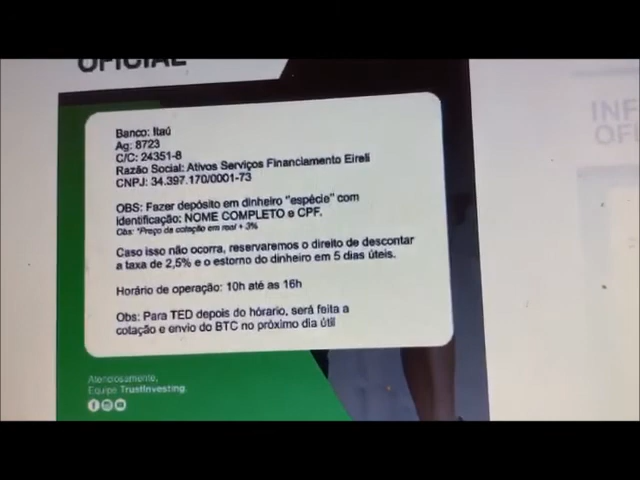 OFICIAL
Banco: Itaú
Ag: 8723
C/C: 24351-8
Razão Social: Ativos Serviços Financiamento Eireli
CNPJ: 34.397.170/0001-73
OBS: Fazer depósito em dinheiro "espécie" com
identificação: NOME COMPLETO e CPF.
Obs: *Preço da cotação em real + 3%
Caso isso não ocorra, reservaremos o direito de descontar
a taxa de 2,5% e o estorno do dinheiro em 5 dias úteis.
Horário de operação: 10h até as 16h
Obs: Para TED depois do hórario, será feita a
cotação e envio do BTC no próximo dia útil
Atenciosamente,
Equipe TrustInvesting.
INF
OFI